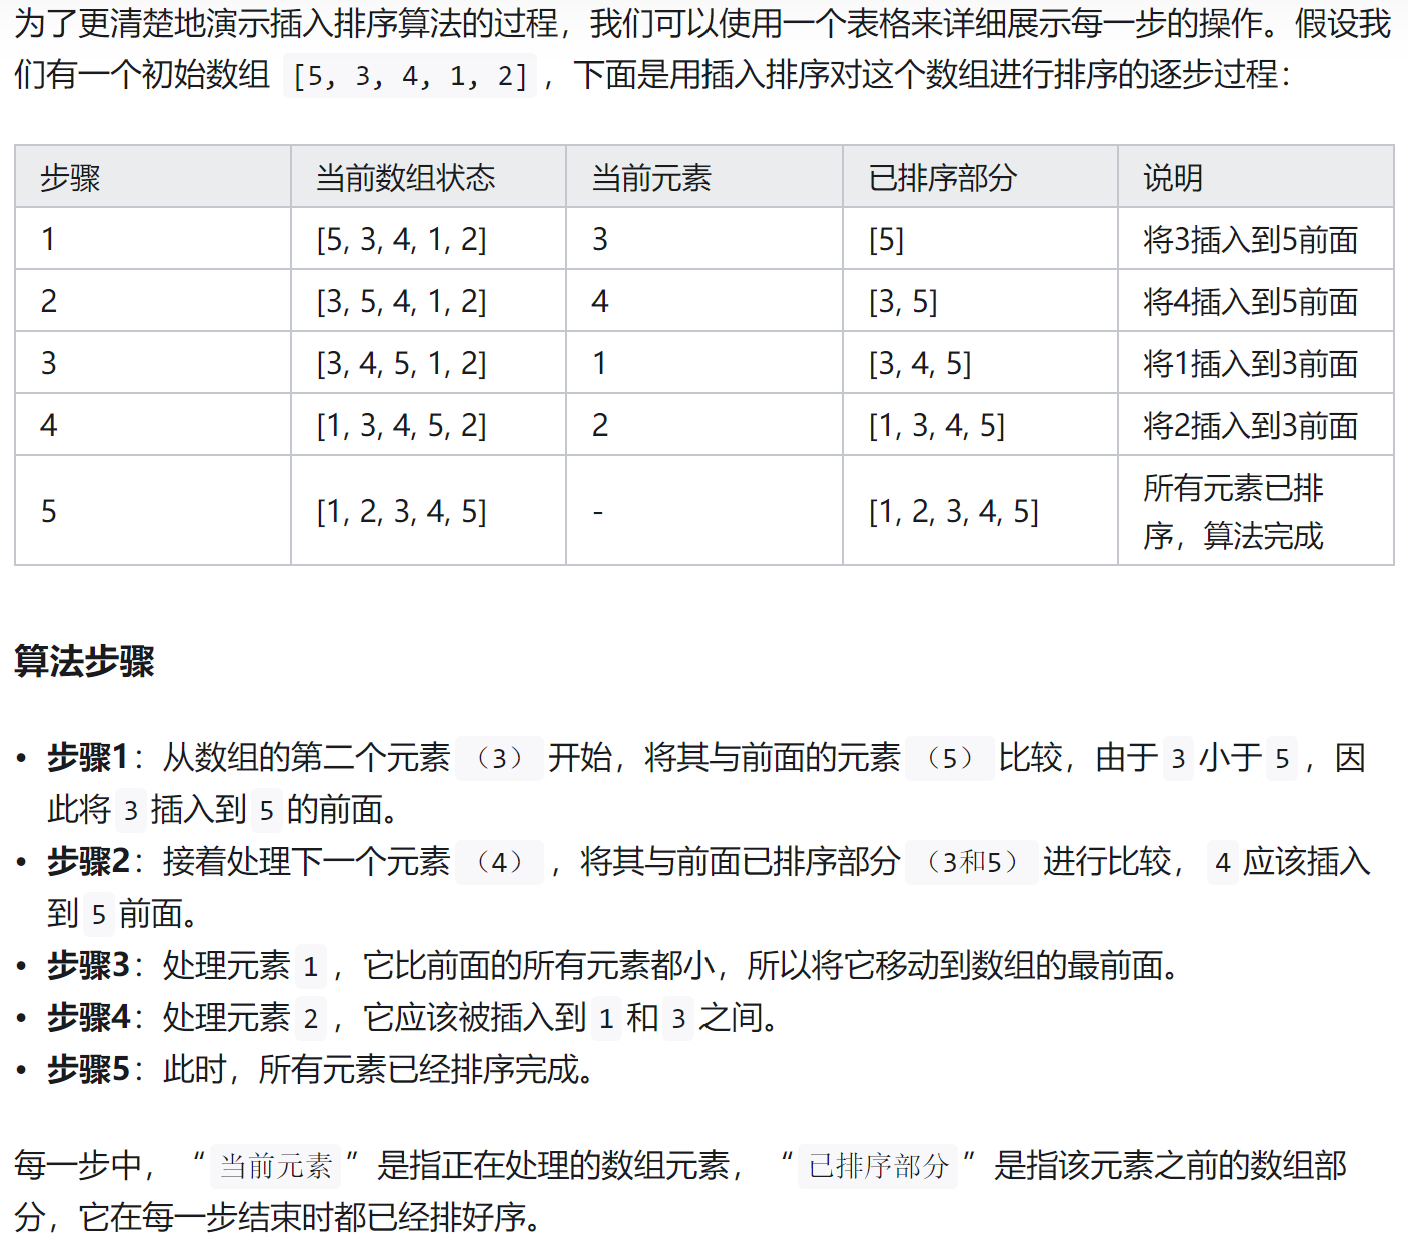 为了更清楚地演示插入排序算法的过程，我们可以使用一个表格来详细展示每一步的操作。假设我
们有一个初始数组 [5, 3, 4, 1, 2] ，下面是用插入排序对这个数组进行排序的逐步过程：
步骤 当前数组状态 当前元素 已排序部分 说明
1 [5, 3, 4, 1, 2] 3 [5] 将3插入到5前面
2 [3, 5, 4, 1, 2] 4 [3, 5] 将4插入到5前面
3 [3, 4, 5, 1, 2] 1 [3, 4, 5] 将1插入到3前面
4 [1, 3, 4, 5, 2] 2 [1, 3, 4, 5] 将2插入到3前面
5 [1, 2, 3, 4, 5] - [1, 2, 3, 4, 5] 所有元素已排
序，算法完成
算法步骤
• 步骤1：从数组的第二个元素（3）开始，将其与前面的元素（5）比较，由于 3 小于 5 ，因
此将 3 插入到 5 的前面。
• 步骤2：接着处理下一个元素（4），将其与前面已排序部分（3和5）进行比较， 4 应该插入
到 5 前面。
• 步骤3：处理元素 1 ，它比前面的所有元素都小，所以将它移动到数组的最前面。
• 步骤4：处理元素 2 ，它应该被插入到 1 和 3 之间。
• 步骤5：此时，所有元素已经排序完成。
每一步中，“当前元素”是指正在处理的数组元素，“已排序部分”是指该元素之前的数组部
分，它在每一步结束时都已经排好序。